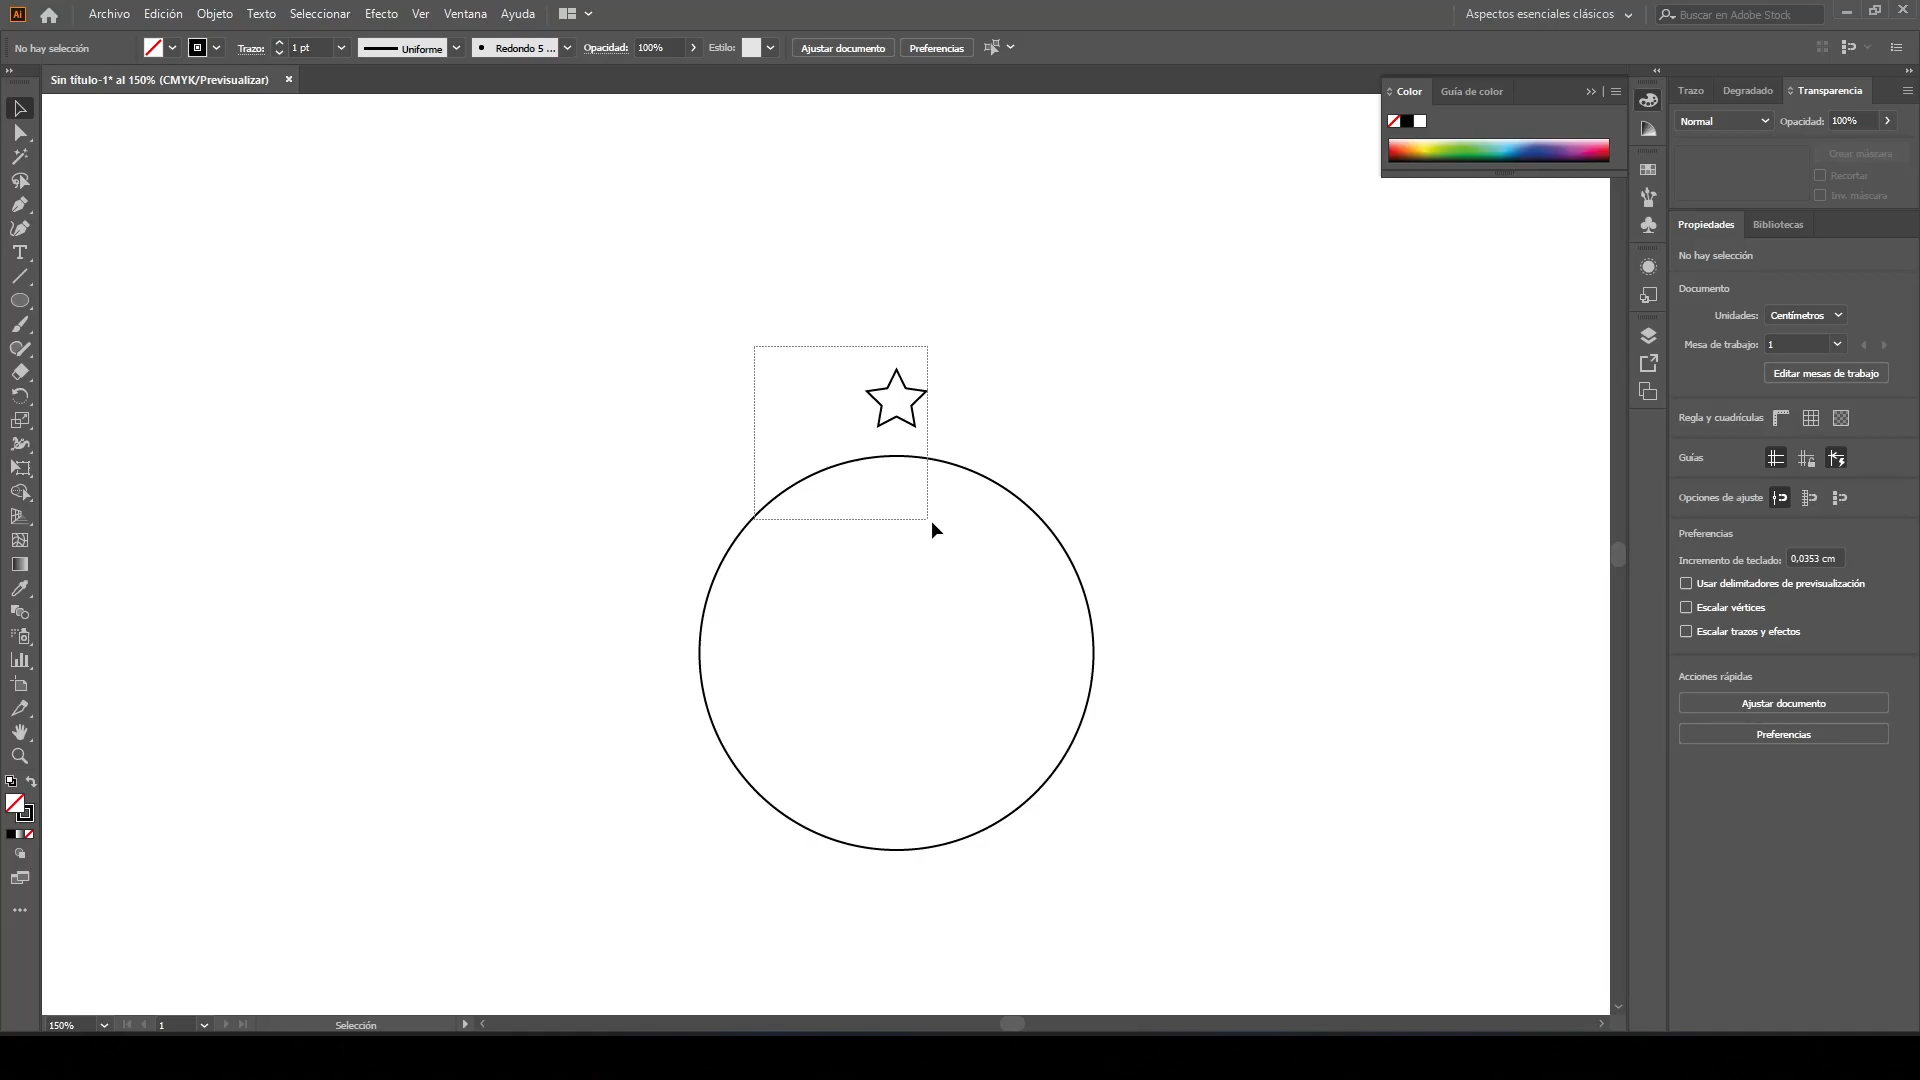 Ai
Archivo Edición Objeto Texto Seleccionar Efecto Ver Ventana Ayuda
Aspectos esenciales clásicos
Buscar en Adobe Stock
No hay selección
Trazo: 1 pt
Uniforme
Redondo 5 ...
Opacidad: 100%
Estilo:
Ajustar documento
Preferencias
Sin título-1* al 150% (CMYK/Previsualizar)
Color
Guía de color
Trazo
Degradado
Transparencia
Normal
Opacidad: 100%
Crear máscara
Recortar
Inv. máscara
Propiedades
Bibliotecas
No hay selección
Documento
Unidades: Centímetros
Mesa de trabajo: 1
Editar mesas de trabajo
Regla y cuadrículas
Guías
Opciones de ajuste
Preferencias
Incremento de teclado: 0,0353 cm
Usar delimitadores de previsualización
Escalar vértices
Escalar trazos y efectos
Acciones rápidas
Ajustar documento
Preferencias
150%
1
Selección